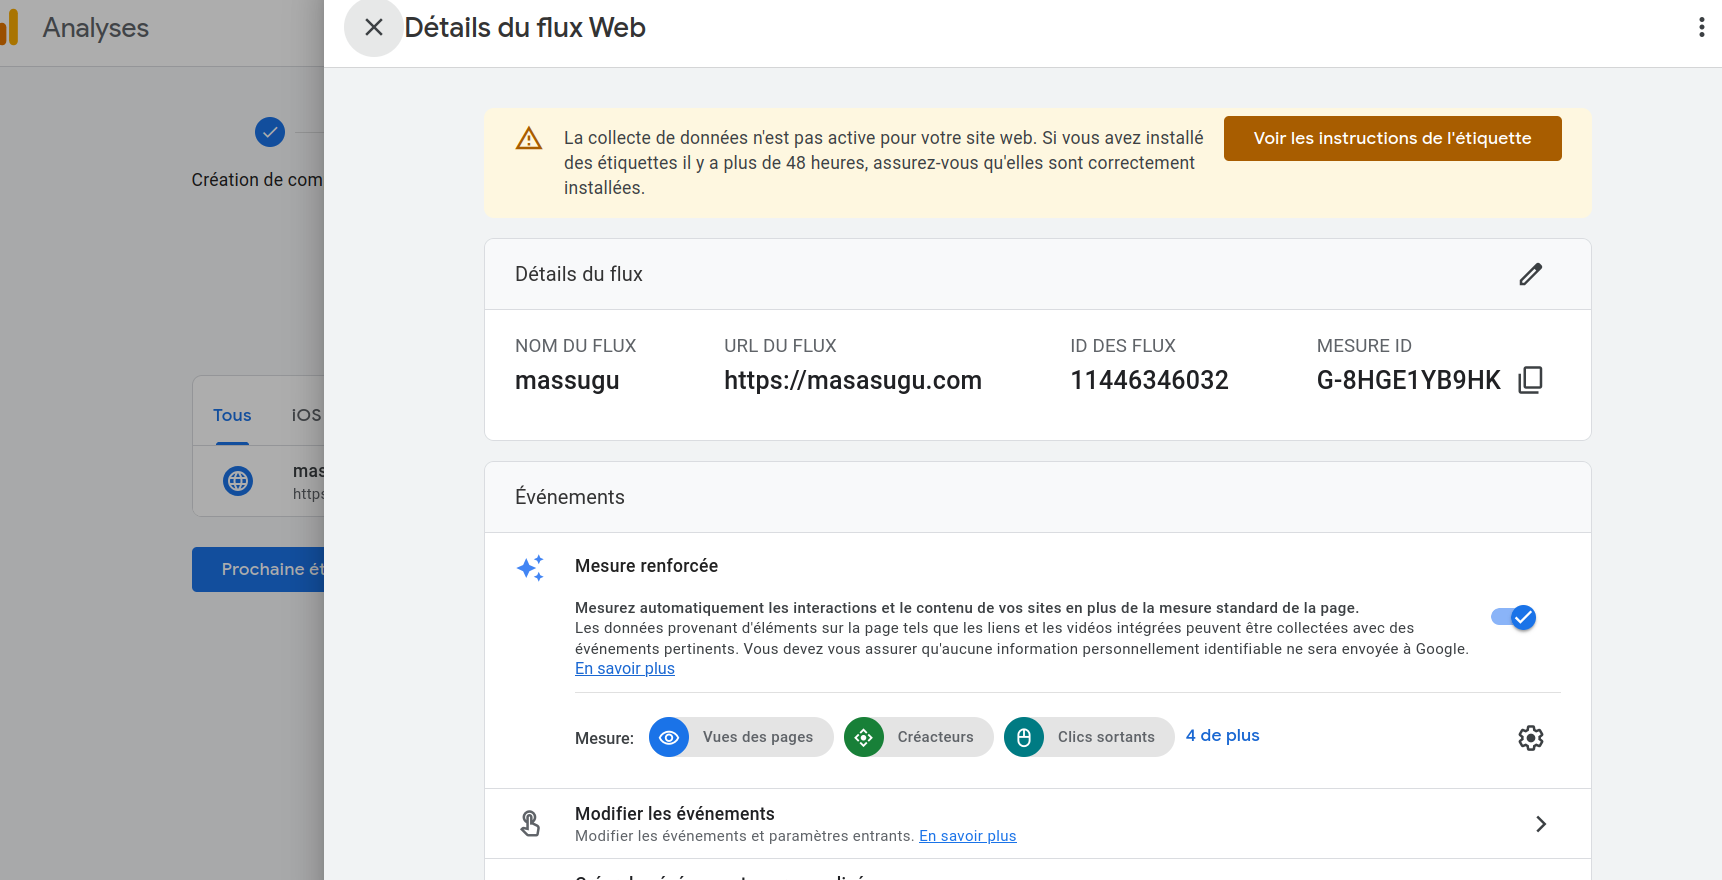 Analyses
Détails du flux Web
Création de com
La collecte de données n'est pas active pour votre site web. Si vous avez installé
des étiquettes il y a plus de 48 heures, assurez-vous qu'elles sont correctement
installées.
Voir les instructions de l'étiquette
Détails du flux
NOM DU FLUX
massugu
URL DU FLUX
https://masasugu.com
ID DES FLUX
11446346032
MESURE ID
G-8HGE1YB9HK
Tous
iOS
mas
https
Prochaine ét
Événements
Mesure renforcée
Mesurez automatiquement les interactions et le contenu de vos sites en plus de la mesure standard de la page.
Les données provenant d'éléments sur la page tels que les liens et les vidéos intégrées peuvent être collectées avec des
événements pertinents. Vous devez vous assurer qu'aucune information personnellement identifiable ne sera envoyée à Google.
En savoir plus
Mesure:
Vues des pages
Créacteurs
Clics sortants
4 de plus
Modifier les événements
Modifier les événements et paramètres entrants. En savoir plus